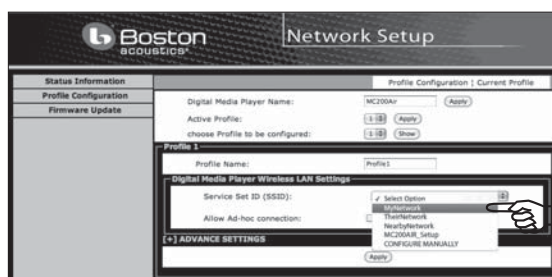 Boston
acoustics
Network Setup
Status Information
Profile Configuration
Firmware Update
Profile Configuration | Current Profile
Digital Media Player Name: MC200Air Apply
Active Profile: 1 Apply
choose Profile to be configured: 1 Show
Profile 1
Profile Name: Profile1
Digital Media Player Wireless LAN Settings
Service Set ID (SSID):
✓ Select Option
MyNetwork
TheirNetwork
Allow Ad-hoc connection:
NearbyNetwork
MC200AIR_Setup
CONFIGURE MANUALLY
[+] ADVANCE SETTINGS
Apply